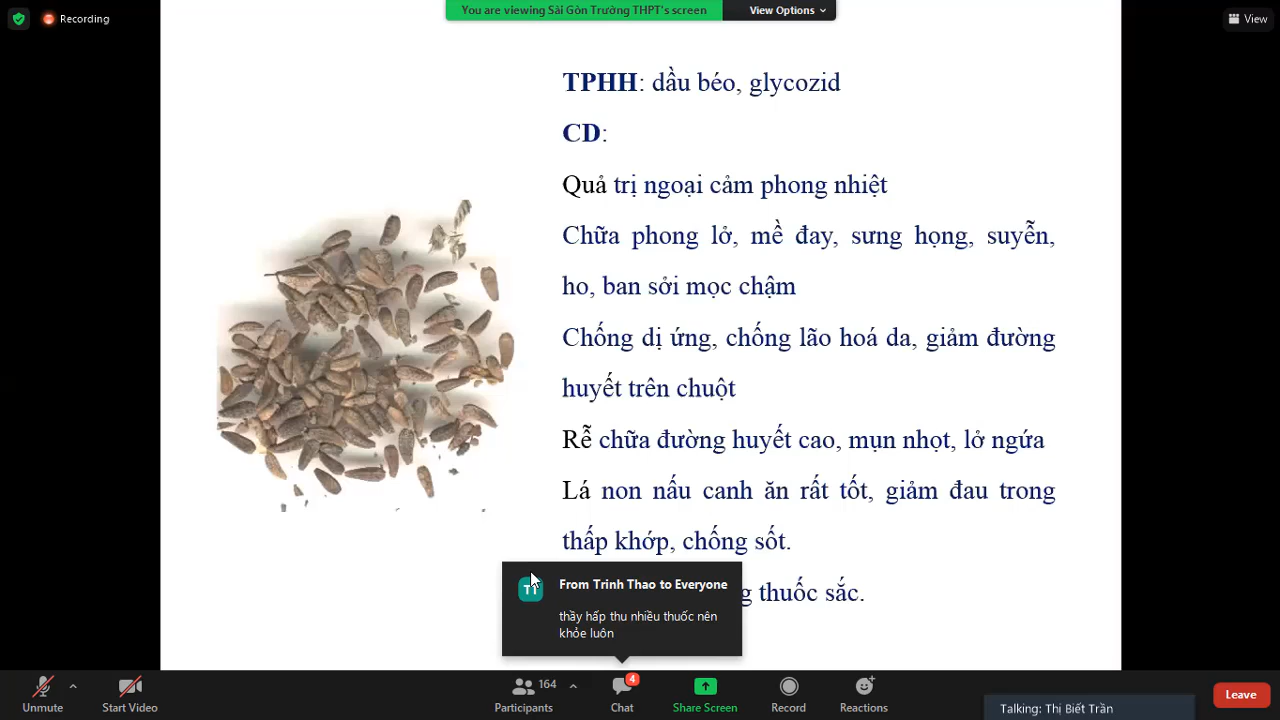 Recording
You are viewing Sài Gòn Trường THPT's screen
View Options
View
TPHH: dầu béo, glycozid
CD:
Quả trị ngoại cảm phong nhiệt
Chữa phong lở, mề đay, sưng họng, suyễn,
ho, ban sởi mọc chậm
Chống dị ứng, chống lão hoá da, giảm đường
huyết trên chuột
Rễ chữa đường huyết cao, mụn nhọt, lở ngứa
Lá non nấu canh ăn rất tốt, giảm đau trong
thấp khớp, chống sốt.
thuốc sắc.
TT
From Trinh Thao to Everyone
thầy hấp thu nhiều thuốc nên
khỏe luôn
Unmute
Start Video
164
Participants
4
Chat
Share Screen
Record
Reactions
Talking: Thị Biết Trần
Leave